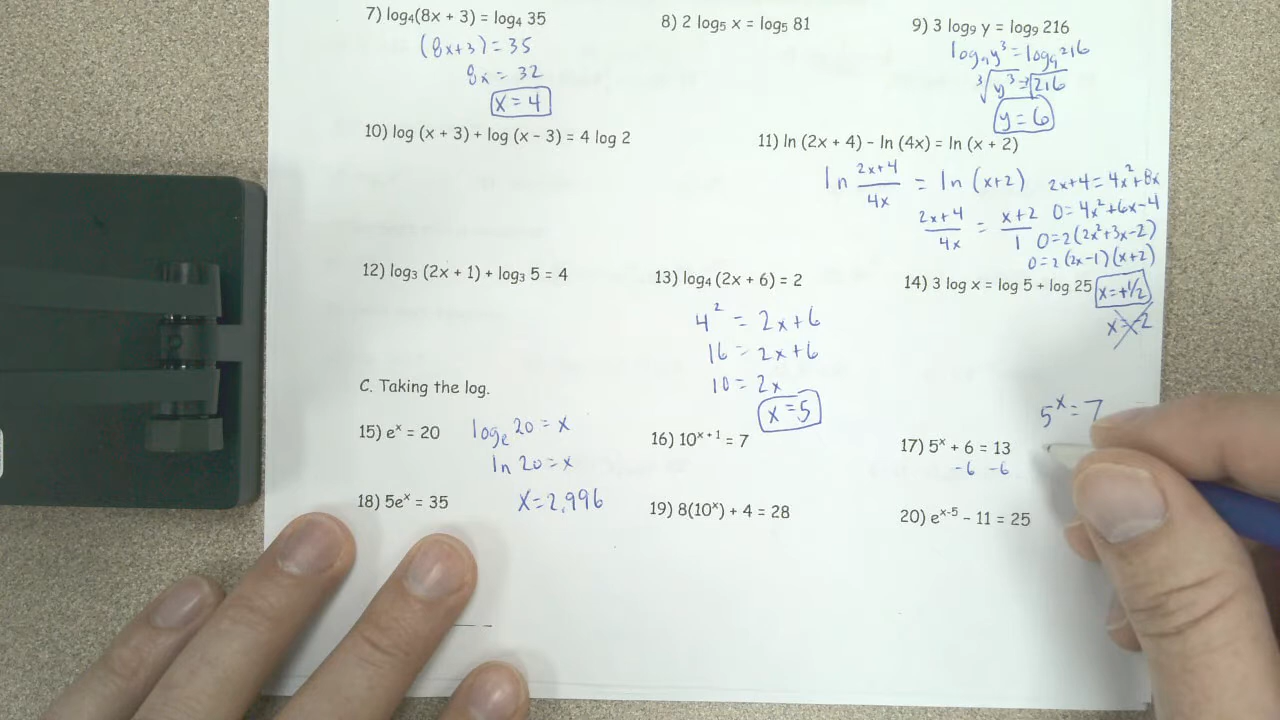 7) log₄(8x + 3) = log₄ 35
(8x+3) = 35
8x = 32
x = 4
8) 2 log₅ x = log₅ 81
9) 3 log₉ y = log₉ 216
log₉y³ = log₉216
³√y³ = ³√216
y = 6
10) log (x + 3) + log (x - 3) = 4 log 2
11) ln (2x + 4) - ln (4x) = ln (x + 2)
ln (2x+4)/(4x) = ln (x+2)
(2x+4)/(4x) = (x+2)/1
2x+4 = 4x²+8x
0 = 4x²+6x-4
0=2(2x²+3x-2)
0=2(2x-1)(x+2)
x=+1/2
x=-2
12) log₃ (2x + 1) + log₃ 5 = 4
13) log₄ (2x + 6) = 2
4² = 2x+6
16 = 2x+6
10 = 2x
x=5
14) 3 log x = log 5 + log 25
C. Taking the log.
15) eˣ = 20
logₑ20 = x
ln 20 = x
x=2.996
16) 10ˣ⁺¹ = 7
17) 5ˣ + 6 = 13
-6 -6
5ˣ = 7
18) 5eˣ = 35
19) 8(10ˣ) + 4 = 28
20) eˣ⁻⁵ - 11 = 25